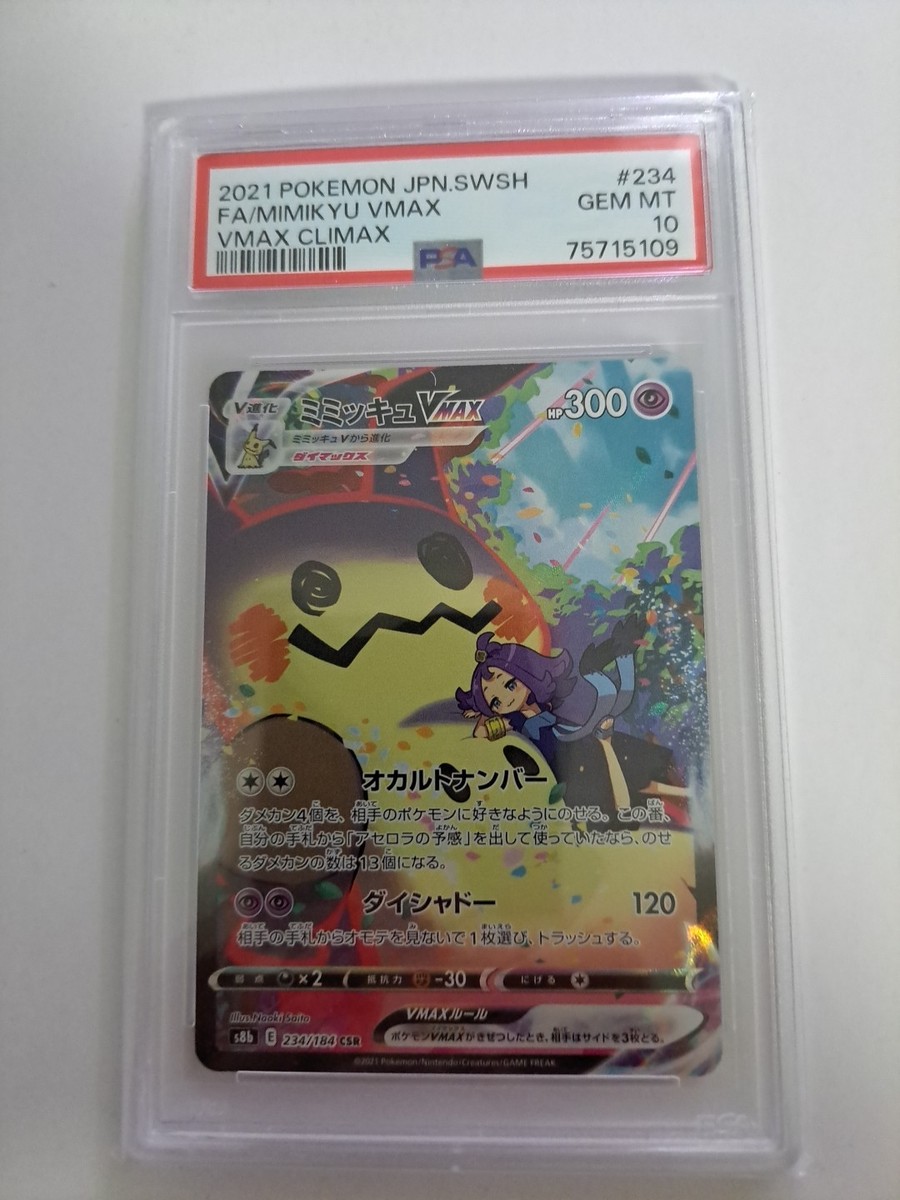 2021 POKEMON JPN.SWSH #234
FA/MIMIKYU VMAX GEM MT
VMAX CLIMAX 10
PSA 75715109
V進化 ミミッキュVMAX HP300
ミミッキュVから進化
ダイマックス
オカルトナンバー
ダメカン4個を、相手のポケモンに好きなようにのせる。この番、
自分の手札から「アセロラの予感」を出して使っていたなら、のせ
るダメカンの数は13個になる。
ダイシャドー 120
相手の手札からオモテを見ないで1枚選び、トラッシュする。
弱点 ×2 抵抗力 -30 にげる
Illus. Naoki Saito VMAXルール
s8b E 234/184 CSR ポケモンVMAXがきぜつしたとき、相手はサイドを3枚とる。
©2021 Pokémon/Nintendo/Creatures/GAME FREAK